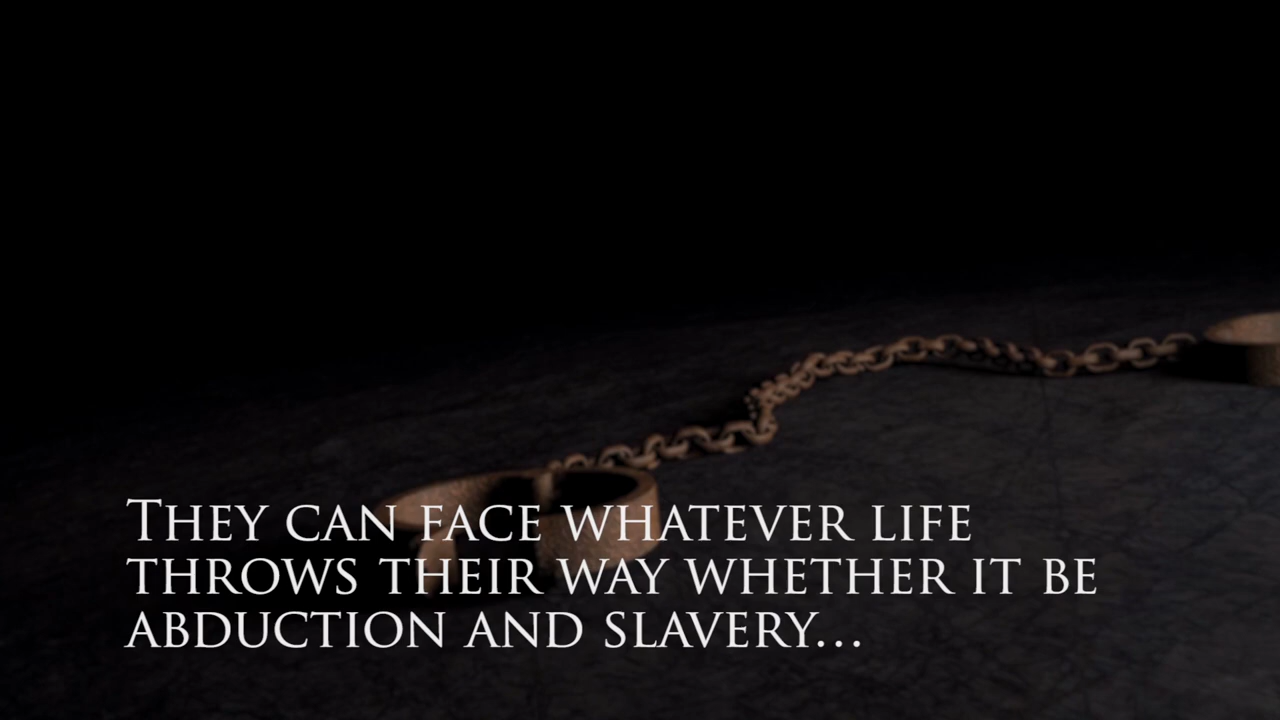 They can face whatever life
throws their way whether it be
abduction and slavery...